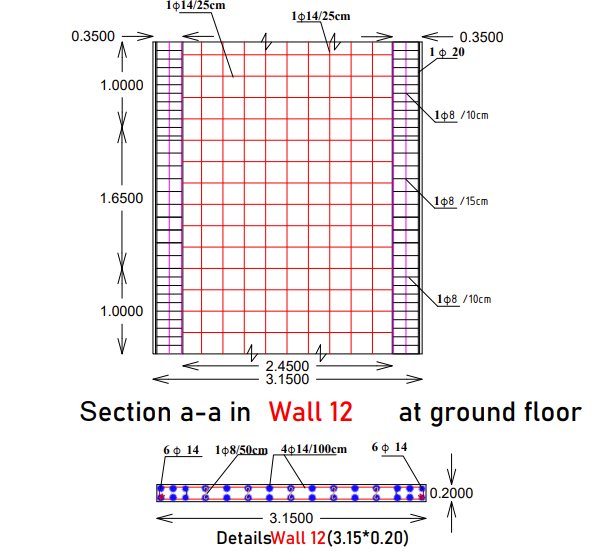 1ϕ14/25cm
1ϕ14/25cm
0.3500
0.3500
1 ϕ 20
1.0000
1ϕ8 /10cm
1.6500
1ϕ8 /15cm
1ϕ8 /10cm
1.0000
2.4500
3.1500
Section a-a in Wall 12 at ground floor
6 ϕ 14 1ϕ8/50cm 4ϕ14/100cm 6 ϕ 14
0.2000
3.1500
DetailsWall 12(3.15*0.20)